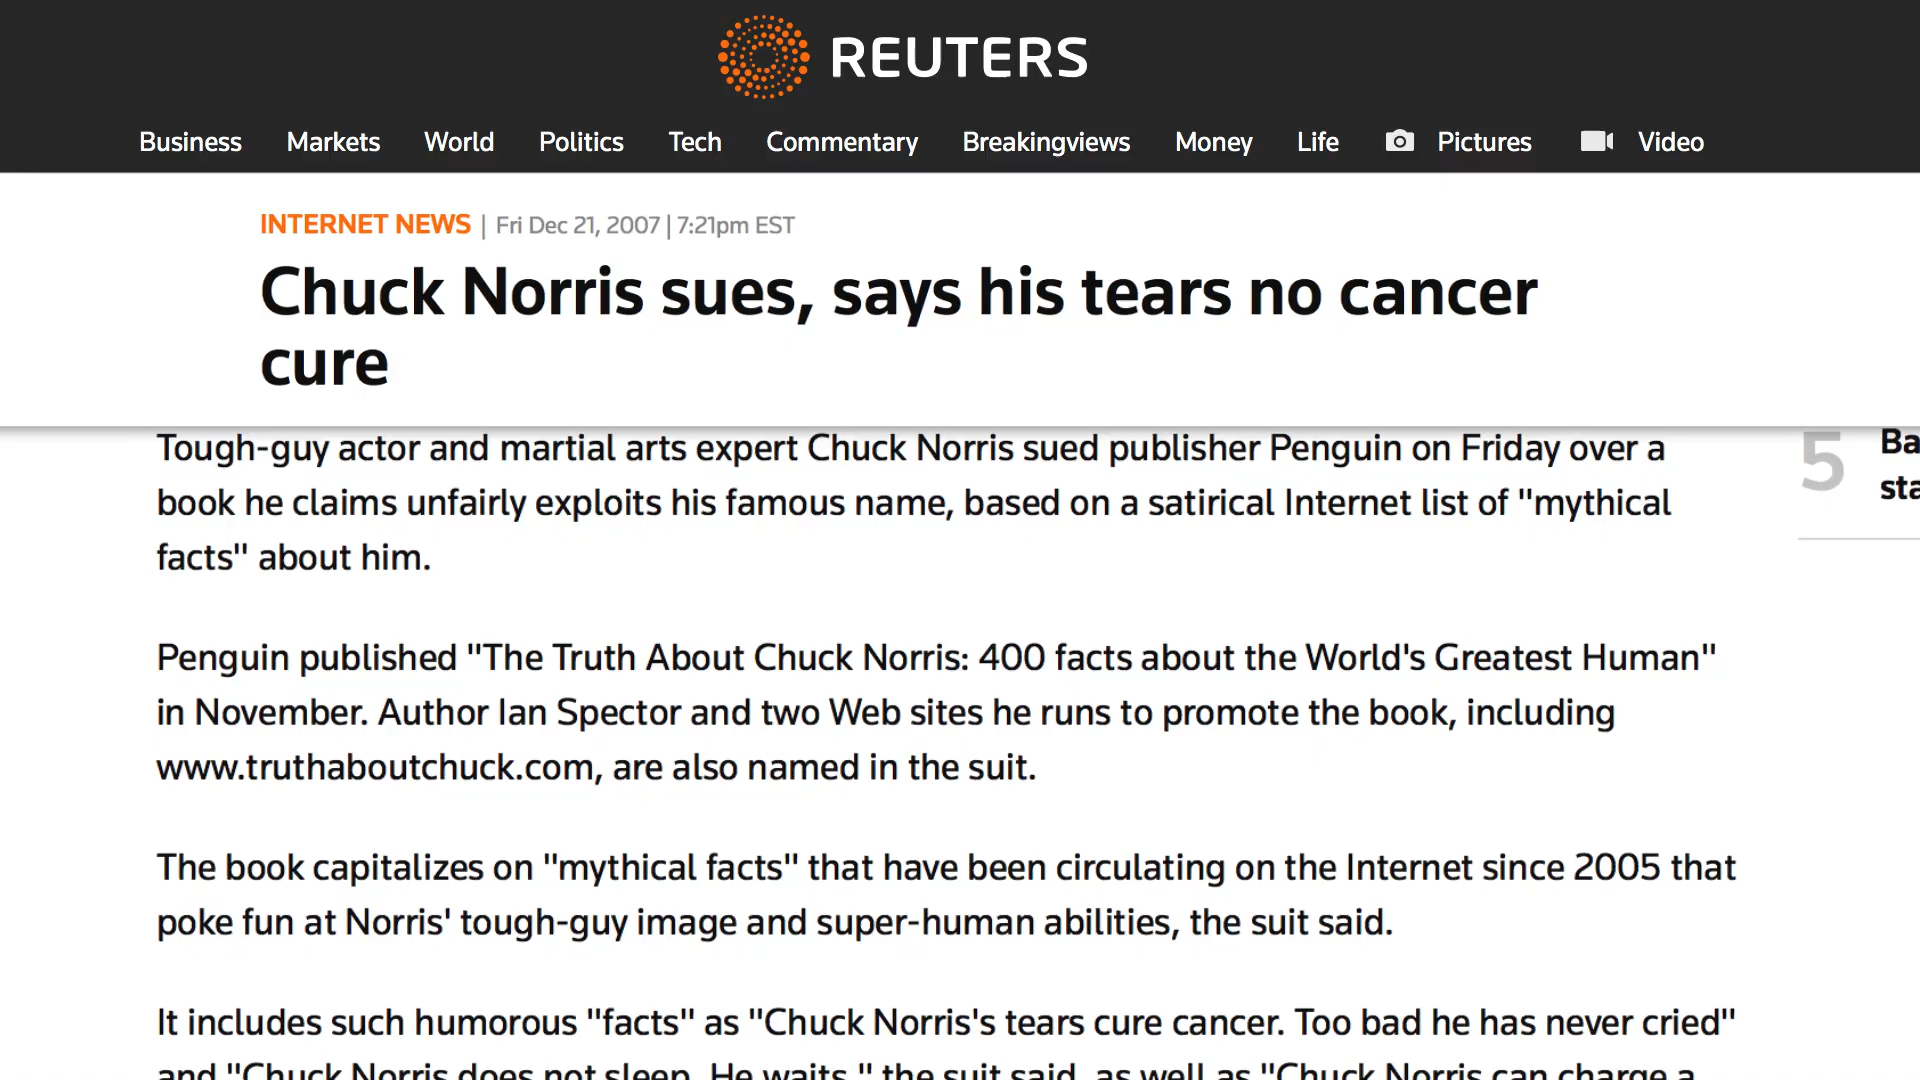 REUTERS
Business Markets World Politics Tech Commentary Breakingviews Money Life Pictures Video
INTERNET NEWS | Fri Dec 21, 2007 | 7:21pm EST
Chuck Norris sues, says his tears no cancer
cure
Tough-guy actor and martial arts expert Chuck Norris sued publisher Penguin on Friday over a
book he claims unfairly exploits his famous name, based on a satirical Internet list of "mythical
facts" about him.
5 Ba
sta
Penguin published "The Truth About Chuck Norris: 400 facts about the World's Greatest Human"
in November. Author Ian Spector and two Web sites he runs to promote the book, including
www.truthaboutchuck.com, are also named in the suit.
The book capitalizes on "mythical facts" that have been circulating on the Internet since 2005 that
poke fun at Norris' tough-guy image and super-human abilities, the suit said.
It includes such humorous "facts" as "Chuck Norris's tears cure cancer. Too bad he has never cried"
and "Chuck Norris does not sleep. He waits," the suit said, as well as "Chuck Norris can charge a